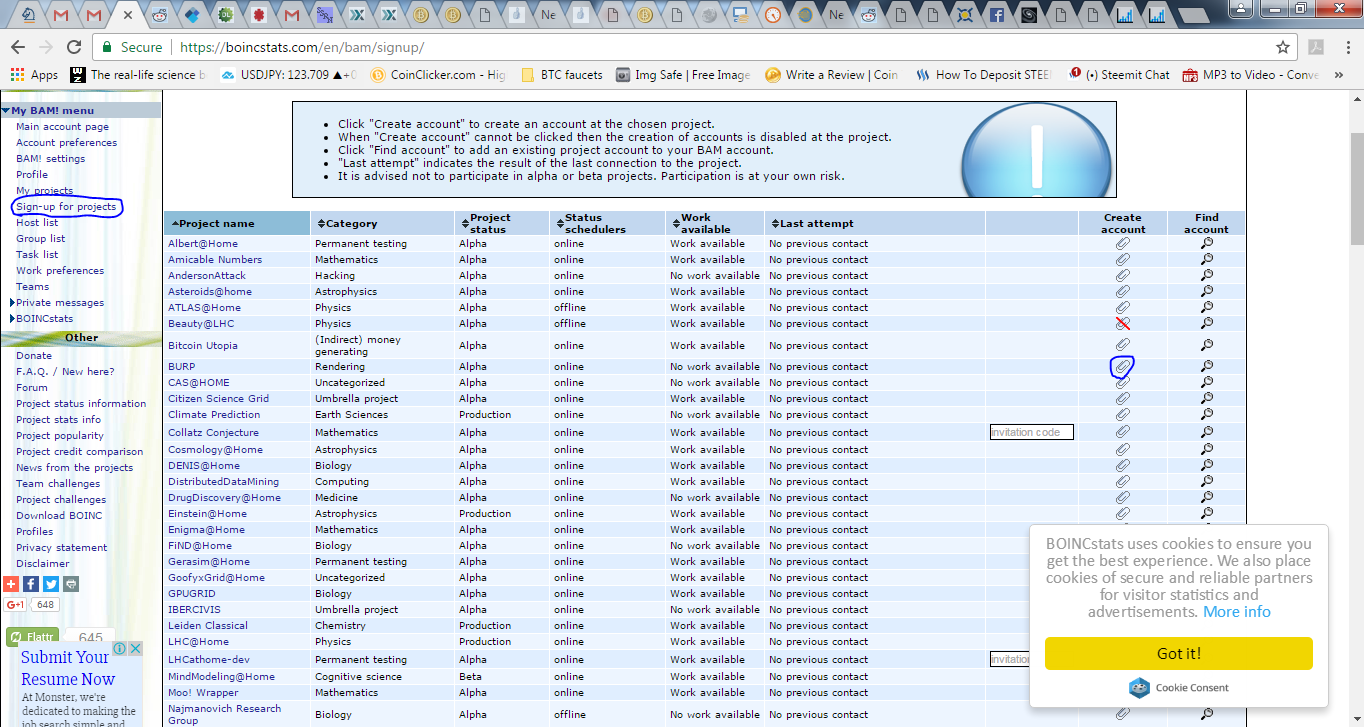 Ne
Ne
Secure https://boincstats.com/en/bam/signup/
Apps The real-life science b USDJPY: 123.709 ▲+0 CoinClicker.com - Hig BTC faucets Img Safe | Free Image Write a Review | Coin How To Deposit STEE (•) Steemit Chat MP3 to Video - Conve »
My BAM! menu
Main account page
Account preferences
BAM! settings
Profile
My projects
Sign-up for projects
Host list
Group list
Task list
Work preferences
Teams
Private messages
BOINCstats
Other
Donate
F.A.Q. / New here?
Forum
Project status information
Project stats info
Project popularity
Project credit comparison
News from the projects
Team challenges
Project challenges
Download BOINC
Profiles
Privacy statement
Disclaimer
G+1 648
Flattr 645
Submit Your
Resume Now
At Monster, we're
dedicated to making the
job search simple and
• Click "Create account" to create an account at the chosen project.
• When "Create account" cannot be clicked then the creation of accounts is disabled at the project.
• Click "Find account" to add an existing project account to your BAM account.
• "Last attempt" indicates the result of the last connection to the project.
• It is advised not to participate in alpha or beta projects. Participation is at your own risk.
Project name Category Project status Status schedulers Work available Last attempt Create account Find account
Albert@Home Permanent testing Alpha online Work available No previous contact
Amicable Numbers Mathematics Alpha online Work available No previous contact
AndersonAttack Hacking Alpha online No work available No previous contact
Asteroids@home Astrophysics Alpha online Work available No previous contact
ATLAS@Home Physics Alpha offline Work available No previous contact
Beauty@LHC Physics Alpha offline Work available No previous contact
Bitcoin Utopia (Indirect) money generating Alpha online Work available No previous contact
BURP Rendering Alpha online No work available No previous contact
CAS@HOME Uncategorized Alpha online No work available No previous contact
Citizen Science Grid Umbrella project Alpha online Work available No previous contact
Climate Prediction Earth Sciences Production online No work available No previous contact
Collatz Conjecture Mathematics Alpha online Work available No previous contact invitation code
Cosmology@Home Astrophysics Alpha online Work available No previous contact
DENIS@Home Biology Alpha online Work available No previous contact
DistributedDataMining Computing Alpha online Work available No previous contact
DrugDiscovery@Home Medicine Alpha online No work available No previous contact
Einstein@Home Astrophysics Production online Work available No previous contact
Enigma@Home Mathematics Alpha online Work available No previous contact
FiND@Home Biology Alpha online No work available No previous contact
Gerasim@Home Permanent testing Alpha online Work available No previous contact
GoofyxGrid@Home Uncategorized Alpha online Work available No previous contact
GPUGRID Biology Alpha online Work available No previous contact
IBERCIVIS Umbrella project Alpha online No work available No previous contact
Leiden Classical Chemistry Production online Work available No previous contact
LHC@Home Physics Production online Work available No previous contact
LHCathome-dev Permanent testing Alpha online Work available No previous contact invitation
MindModeling@Home Cognitive science Beta online No work available No previous contact
Moo! Wrapper Mathematics Alpha online Work available No previous contact
Najmanovich Research Group Biology Alpha offline No work available No previous contact
BOINCstats uses cookies to ensure you
get the best experience. We also place
cookies of secure and reliable partners
for visitor statistics and
advertisements. More info
Got it!
Cookie Consent